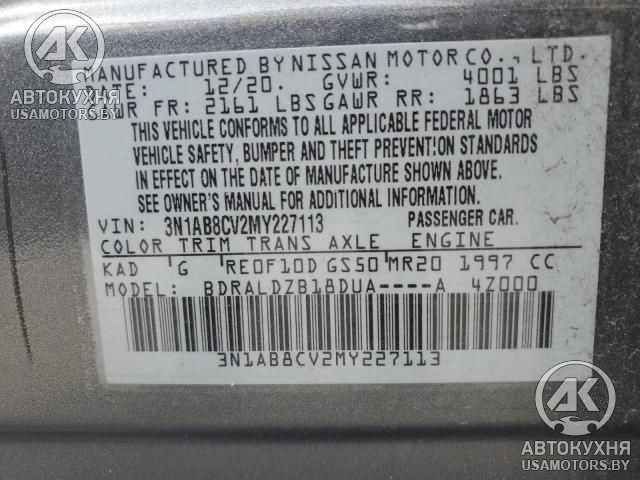 MANUFACTURED BY NISSAN MOTOR CO., LTD.
DATE: 12/20. GVWR: 4001 LBS
GAWR FR: 2161 LBS GAWR RR: 1863 LBS
THIS VEHICLE CONFORMS TO ALL APPLICABLE FEDERAL MOTOR
VEHICLE SAFETY, BUMPER AND THEFT PREVENTION STANDARDS
IN EFFECT ON THE DATE OF MANUFACTURE SHOWN ABOVE.
SEE OWNER'S MANUAL FOR ADDITIONAL INFORMATION.
VIN: 3N1AB8CV2MY227113 PASSENGER CAR.
COLOR TRIM TRANS AXLE ENGINE
KAD G RE0F10D GS50 MR20 1997 CC
MODEL: BDRALDZB18DUA----A 4Z000
3N1AB8CV2MY227113
АК
АВТОКУХНЯ
USAMOTORS.BY
АК
АВТОКУХНЯ
USAMOTORS.BY